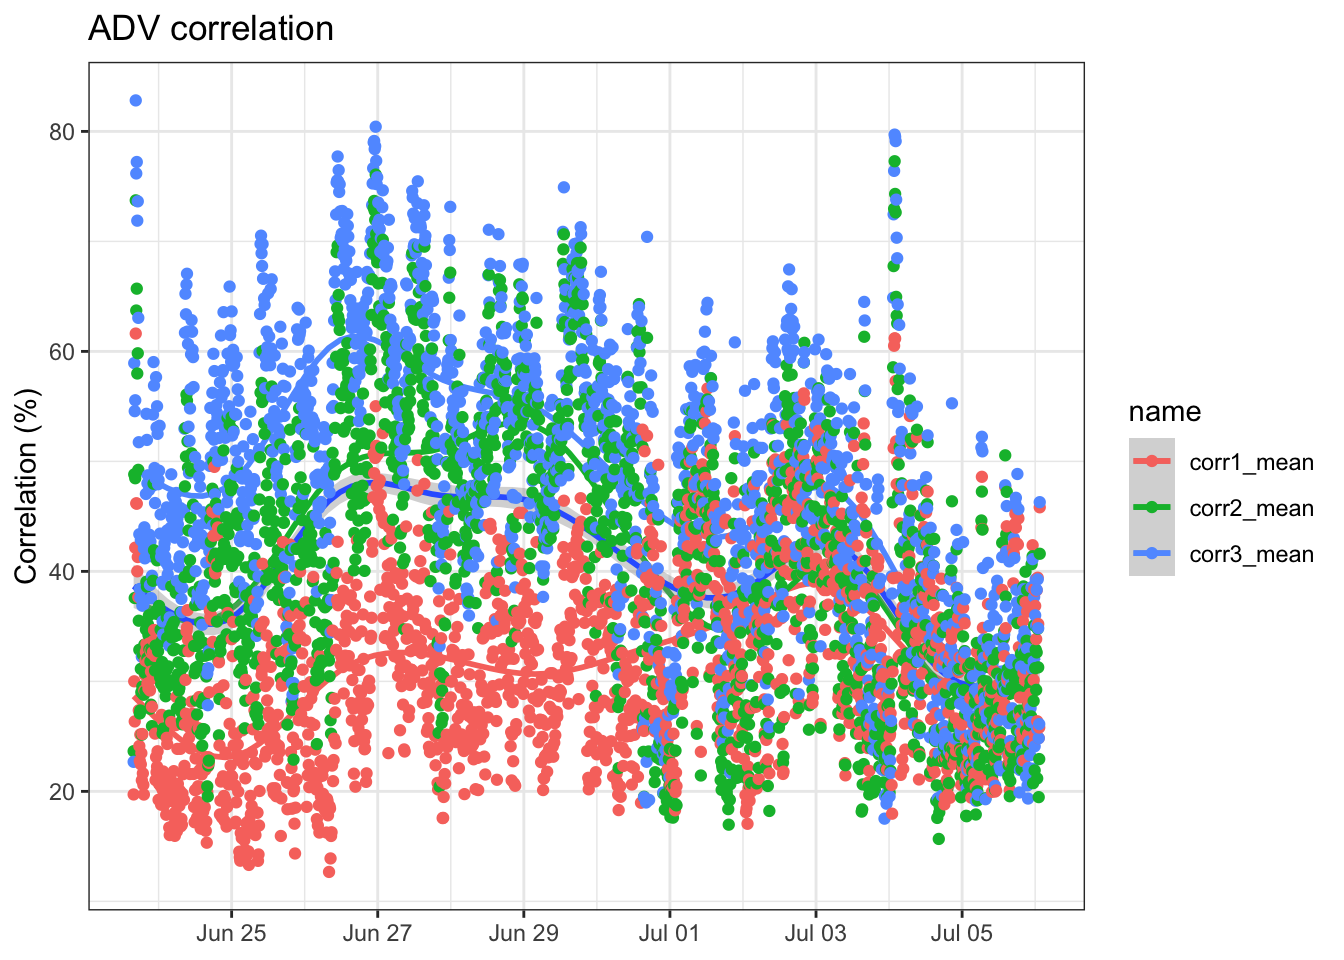 ADV correlation
Correlation (%)
80
60
40
20
Jun 25
Jun 27
Jun 29
Jul 01
Jul 03
Jul 05
name
corr1_mean
corr2_mean
corr3_mean